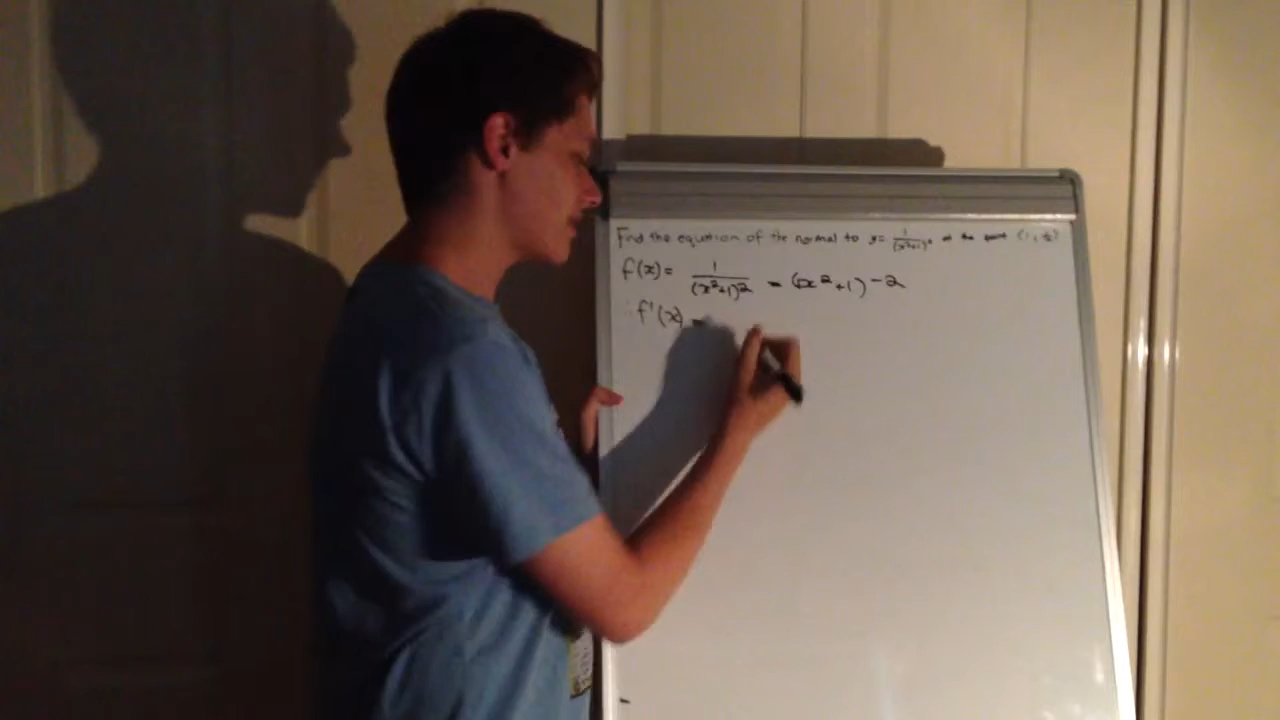 Find the equation of the normal to y = 1/(x²+1)² at the point (1, ¼)
f(x) = 1/(x²+1)2 = (x²+1) -2
∴ f'(x) =